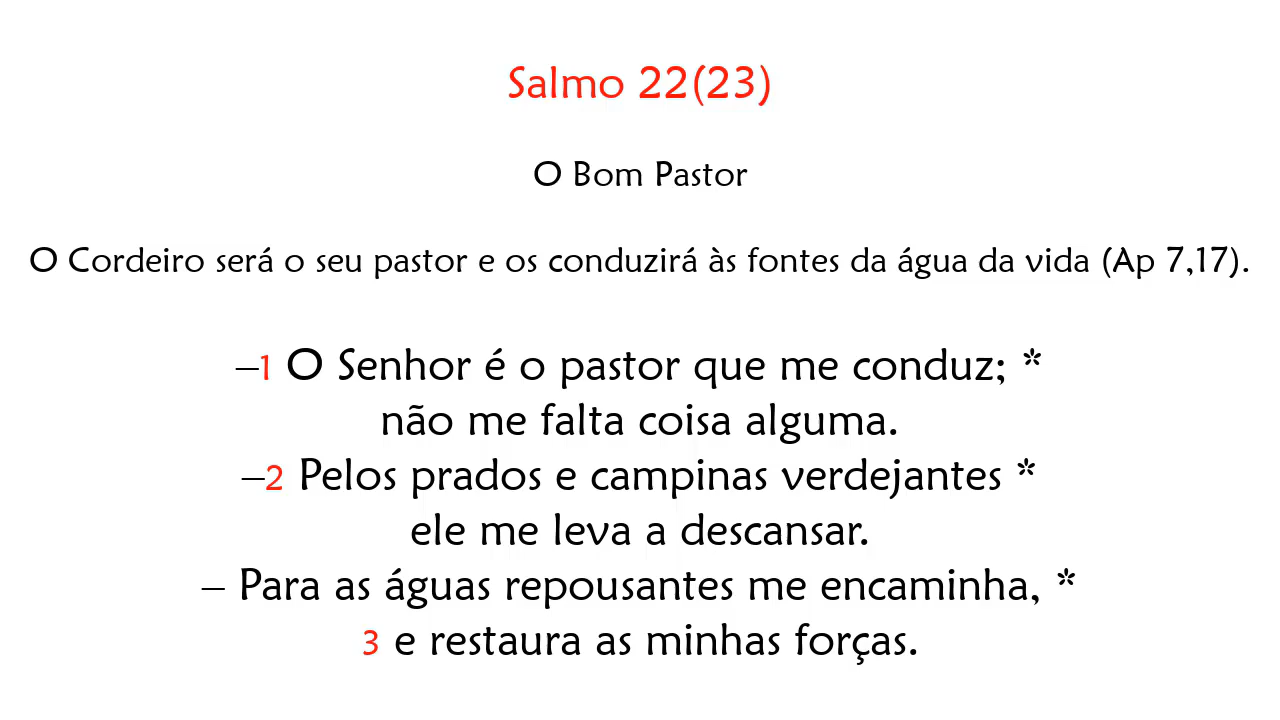 Salmo 22(23)
O Bom Pastor
O Cordeiro será o seu pastor e os conduzirá às fontes da água da vida (Ap 7,17).
–1 O Senhor é o pastor que me conduz; *
não me falta coisa alguma.
–2 Pelos prados e campinas verdejantes *
ele me leva a descansar.
– Para as águas repousantes me encaminha, *
3 e restaura as minhas forças.